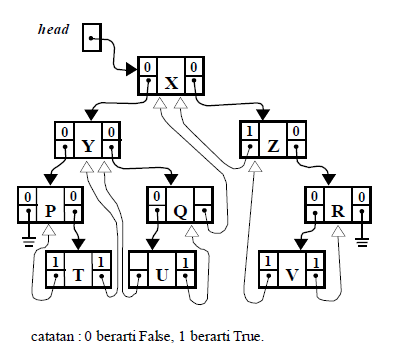 head
0 X 0
0 Y 0
1 Z 0
0 P 0
0 Q
0 R 0
1 T 1
U 1
1 V 1
catatan : 0 berarti False, 1 berarti True.